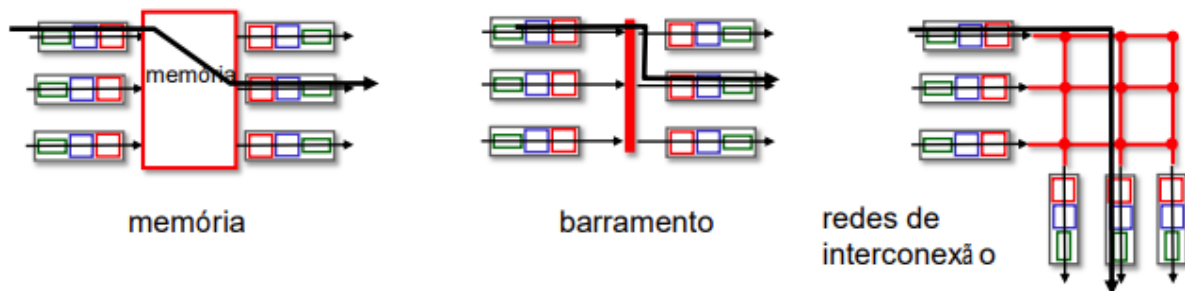 memória
memória
barramento
redes de
interconexão